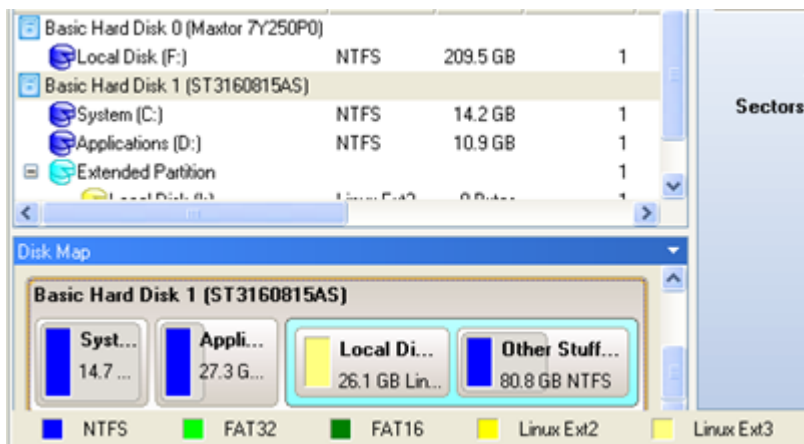 Basic Hard Disk 0 (Maxtor 7Y250P0)
Local Disk (F:) NTFS 209.5 GB 1
Basic Hard Disk 1 (ST3160815AS)
System (C:) NTFS 14.2 GB 1
Sectors
Applications (D:) NTFS 10.9 GB 1
Extended Partition 1
Disk Map
Basic Hard Disk 1 (ST3160815AS)
Syst... Appli... Local Di... Other Stuff...
14.7 ... 27.3 G... 26.1 GB Lin... 80.8 GB NTFS
NTFS FAT32 FAT16 Linux Ext2 Linux Ext3